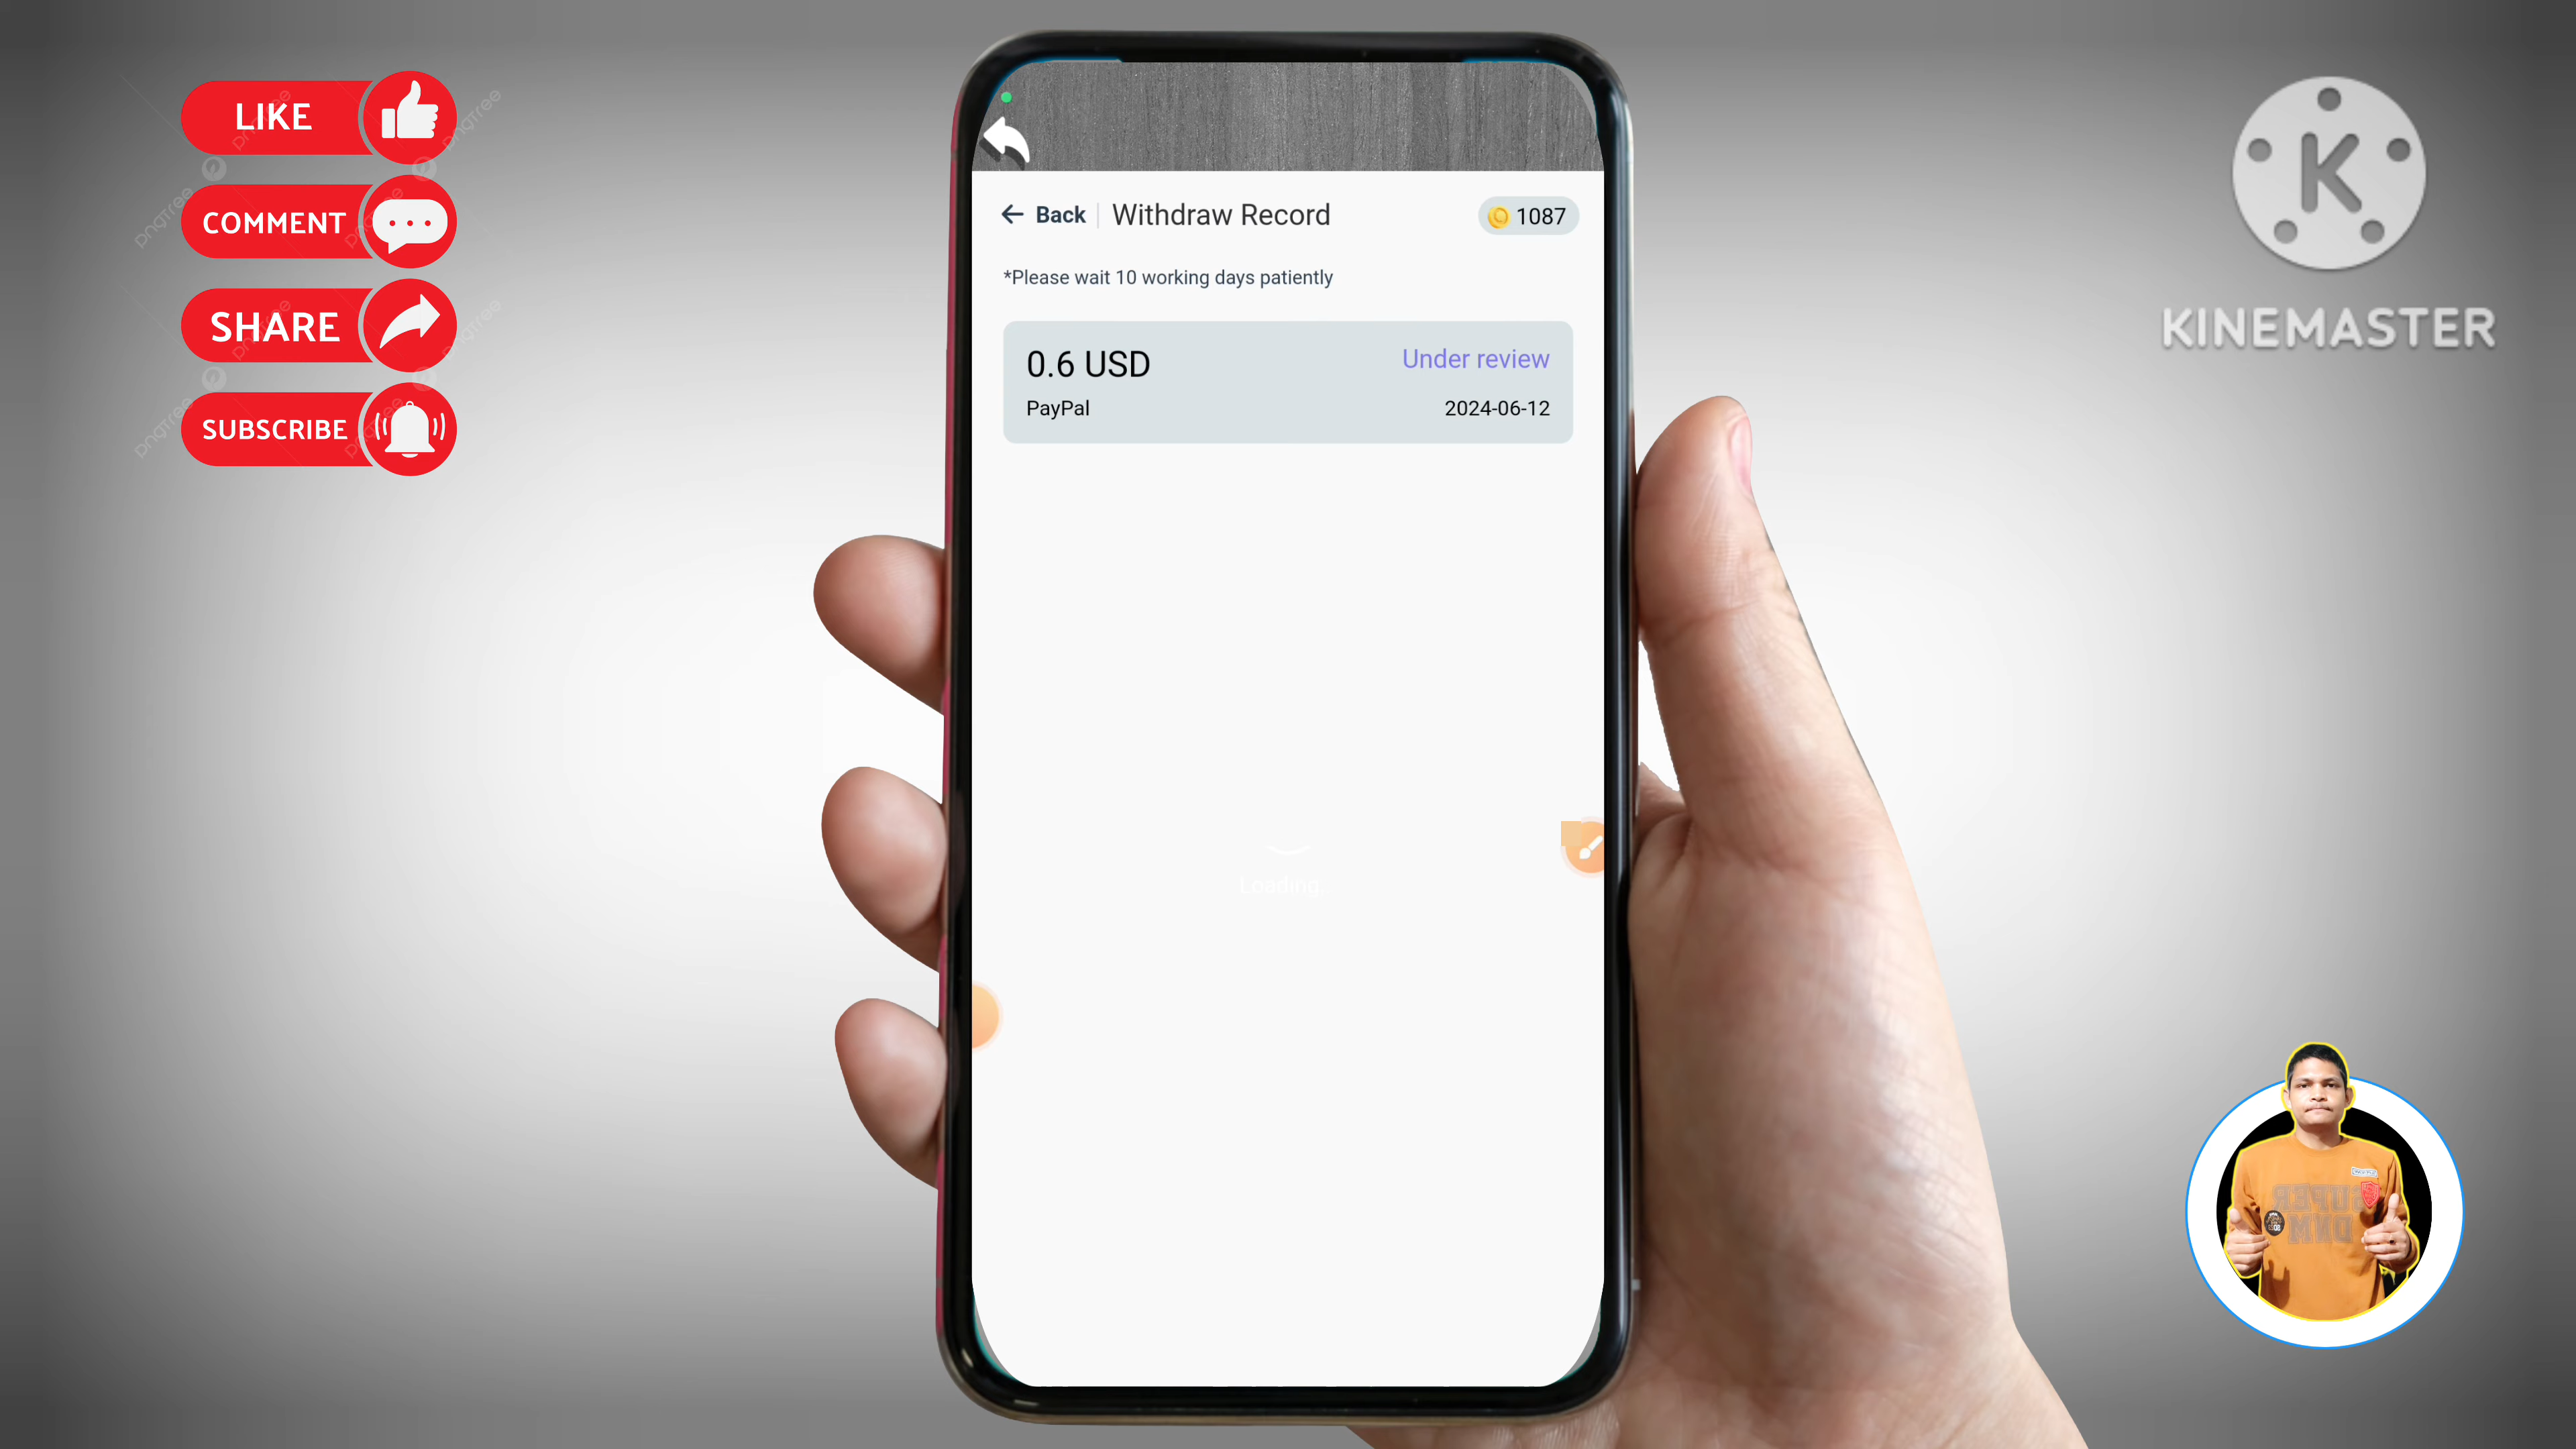 LIKE
COMMENT
SHARE
SUBSCRIBE
Back
Withdraw Record
1087
*Please wait 10 working days patiently
0.6 USD
Under review
PayPal
2024-06-12
Loading..
K
KINEMASTER
SUPER